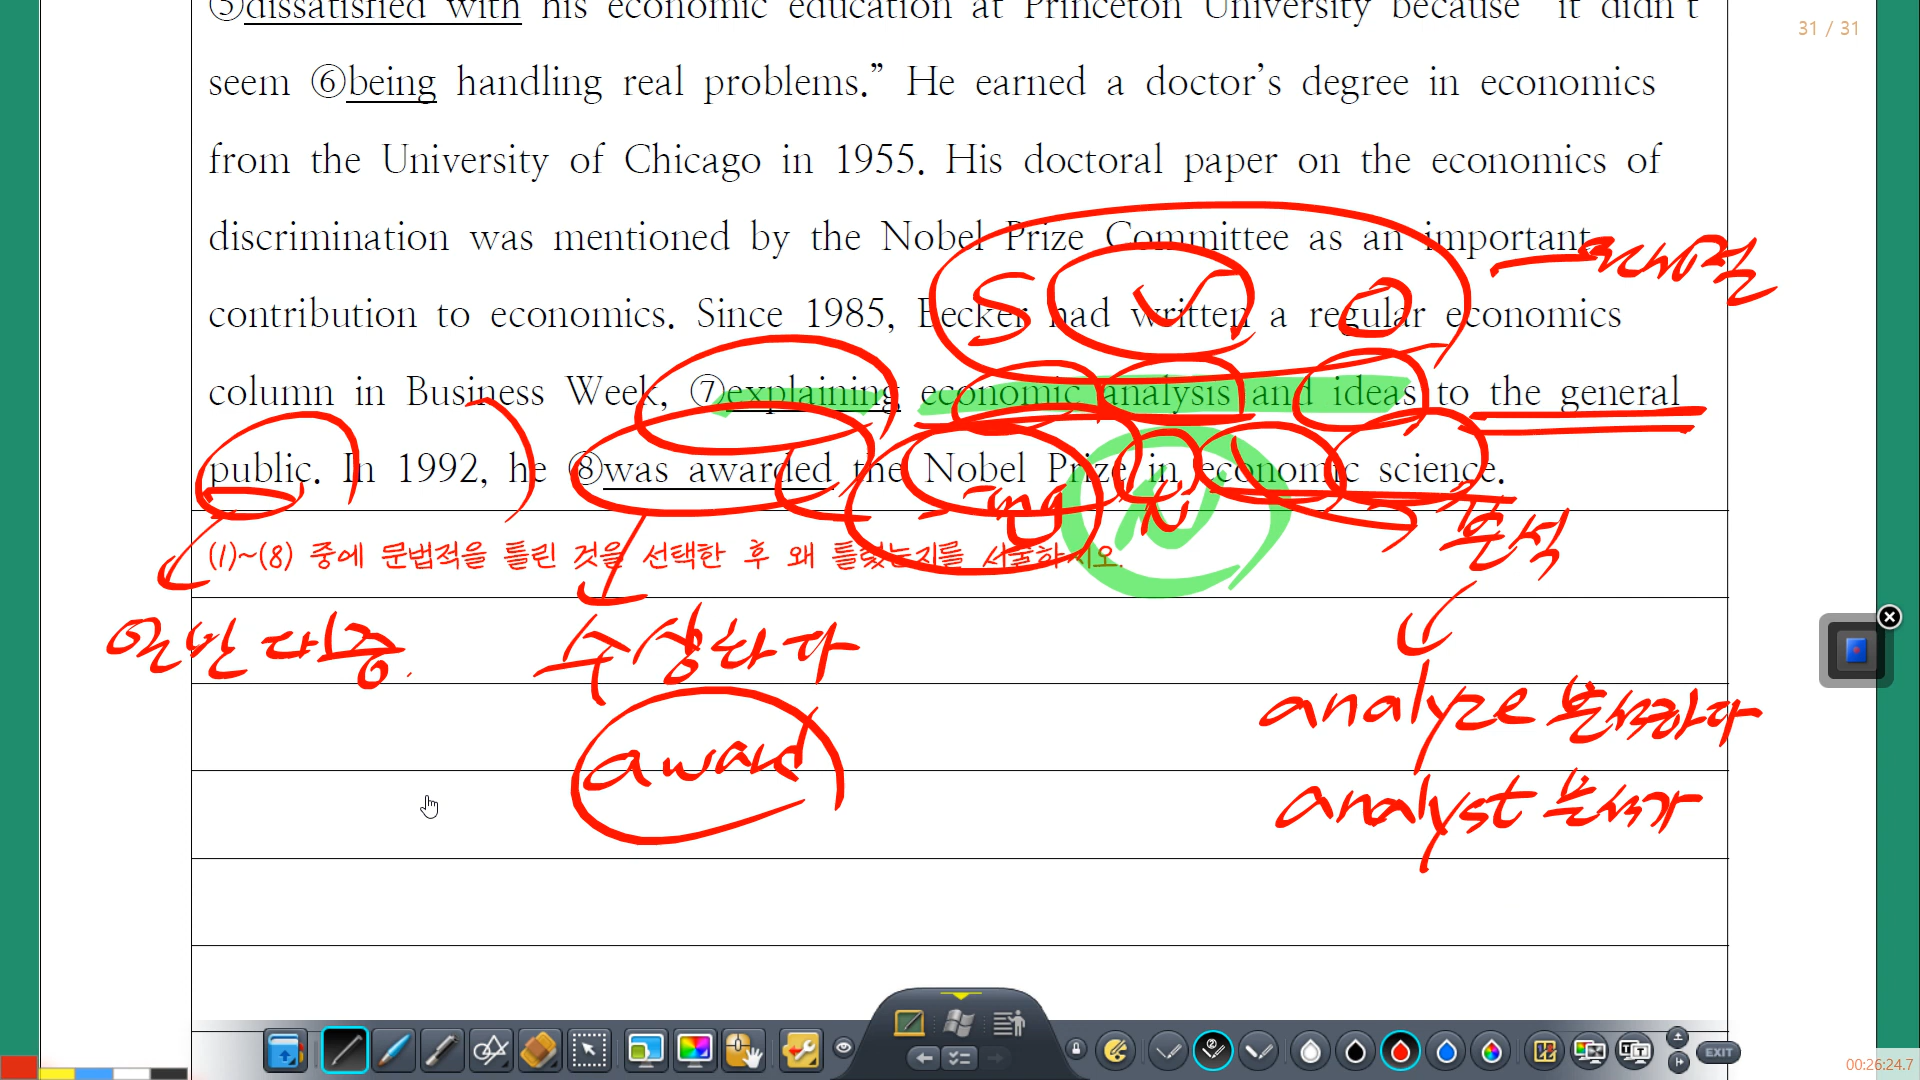 ⑤dissatisfied with his economic education at Princeton University because "it didn't
31 / 31
seem ⑥being handling real problems." He earned a doctor's degree in economics
from the University of Chicago in 1955. His doctoral paper on the economics of
discrimination was mentioned by the Nobel Prize Committee as an important
S V O
contribution to economics. Since 1985, Becker had written a regular economics
column in Business Week, ⑦explaining economic analysis and ideas to the general
public. In 1992, he ⑧was awarded the Nobel Prize in economic science.
-ing
분석
(1)~(8) 중에 문법적을 틀린 것을 선택한 후 왜 틀렸는지를 서술하시오.
일반 대중.
수상하다
analyze 분석하다
award
analyst 분석가
EXIT
00:26:24.7